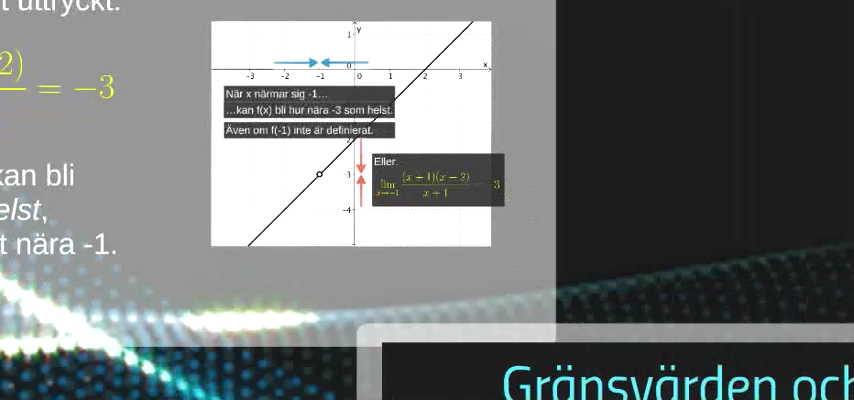 t uttryckt.
2)
= −3
kan bli
elst,
t nära -1.
y
1
0
x
-3 -2 -1 0 1 2 3
När x närmar sig -1...
...kan f(x) bli hur nära -3 som helst.
Även om f(-1) inte är definierat.
-3
-4
Eller:
lim x→−1 (x + 1)(x − 2) / x + 1 = −3
Gränsvärden och